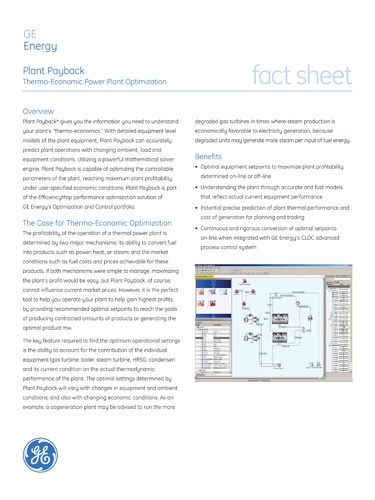 GE
Energy
Plant Payback
Thermo-Economic Power Plant Optimization
fact sheet
Overview
Plant Payback* gives you the information you need to understand
your plant's "thermo-economics." With detailed equipment level
models of the plant equipment, Plant Payback can accurately
predict plant operations with changing ambient, load and
equipment conditions. Utilizing a powerful mathematical solver
engine, Plant Payback is capable of optimizing the controllable
parameters of the plant, reaching maximum plant profitability
under user-specified economic conditions. Plant Payback is part
of the EfficiencyMap performance optimization solution of
GE Energy's Optimization and Control portfolio.
The Case for Thermo-Economic Optimization
The profitability of the operation of a thermal power plant is
determined by two major mechanisms: its ability to convert fuel
into products such as power, heat, or steam; and the market
conditions such as fuel costs and prices achievable for these
products. If both mechanisms were simple to manage, maximizing
the plant's profit would be easy, but Plant Payback, of course,
cannot influence current market prices. However, it is the perfect
tool to help you operate your plant to help gain highest profits,
by providing recommended optimal setpoints to reach the goals
of producing contracted amounts of products or generating the
optimal product mix.
The key feature required to find the optimum operational settings
is the ability to account for the contribution of the individual
equipment (gas turbine, boiler, steam turbine, HRSG, condenser)
and its current condition on the actual thermodynamic
performance of the plant. The optimal settings determined by
Plant Payback will vary with changes in equipment and ambient
conditions, and also with changing economic conditions. As an
example, a cogeneration plant may be advised to run the more
degraded gas turbines in times where steam production is
economically favorable to electricity generation, because
degraded units may generate more steam per input of fuel energy.
Benefits
• Optimal equipment setpoints to maximize plant profitability
determined on-line or off-line
• Understanding the plant through accurate and fast models
that reflect actual current equipment performance
• Potential precise prediction of plant thermal performance and
cost of generation for planning and trading
• Continuous and rigorous conversion of optimal setpoints
on-line when integrated with GE Energy's CLOC advanced
process control system